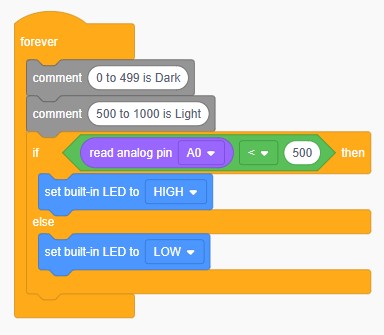 forever
comment 0 to 499 is Dark
comment 500 to 1000 is Light
if read analog pin A0 < 500 then
set built-in LED to HIGH
else
set built-in LED to LOW